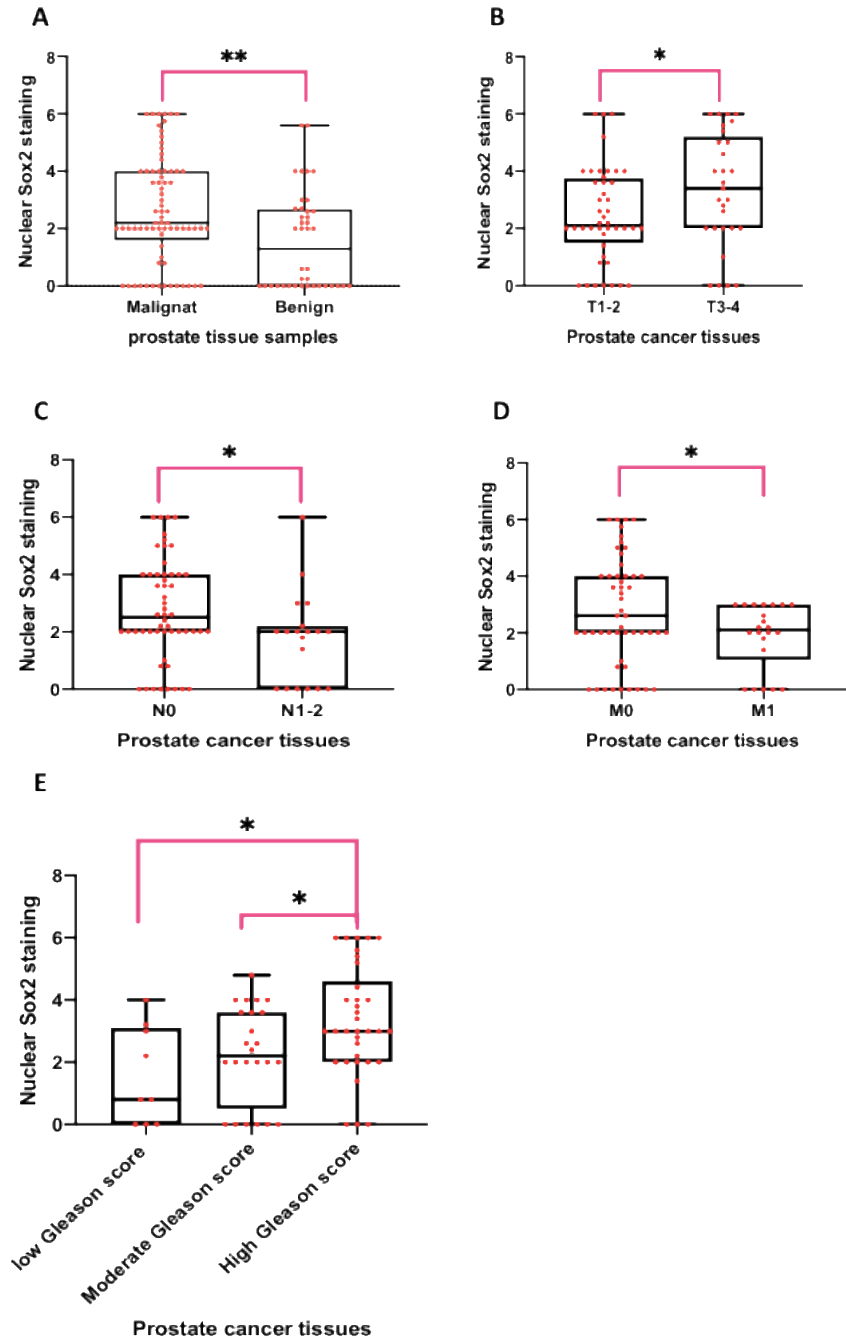 A
**
Nuclear Sox2 staining
8
6
4
2
0
Malignat
Benign
prostate tissue samples
B
*
Nuclear Sox2 staining
8
6
4
2
0
T1-2
T3-4
Prostate cancer tissues
C
*
Nuclear Sox2 staining
8
6
4
2
0
N0
N1-2
Prostate cancer tissues
D
*
Nuclear Sox2 staining
8
6
4
2
0
M0
M1
Prostate cancer tissues
E
*
*
Nuclear Sox2 staining
8
6
4
2
0
low Gleason score
Moderate Gleason score
High Gleason score
Prostate cancer tissues